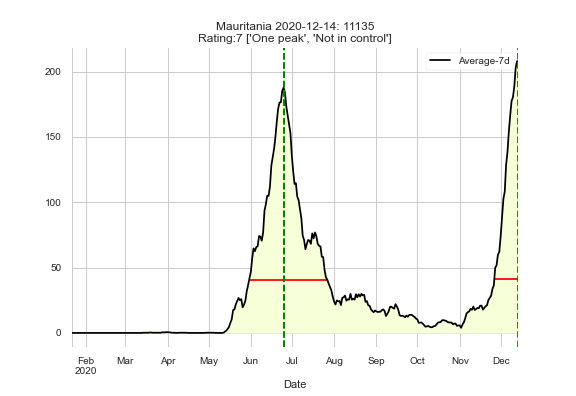 Mauritania 2020-12-14: 11135
Rating:7 ['One peak', 'Not in control']
Average-7d
200
150
100
50
0
Feb Mar Apr May Jun Jul Aug Sep Oct Nov Dec
2020
Date